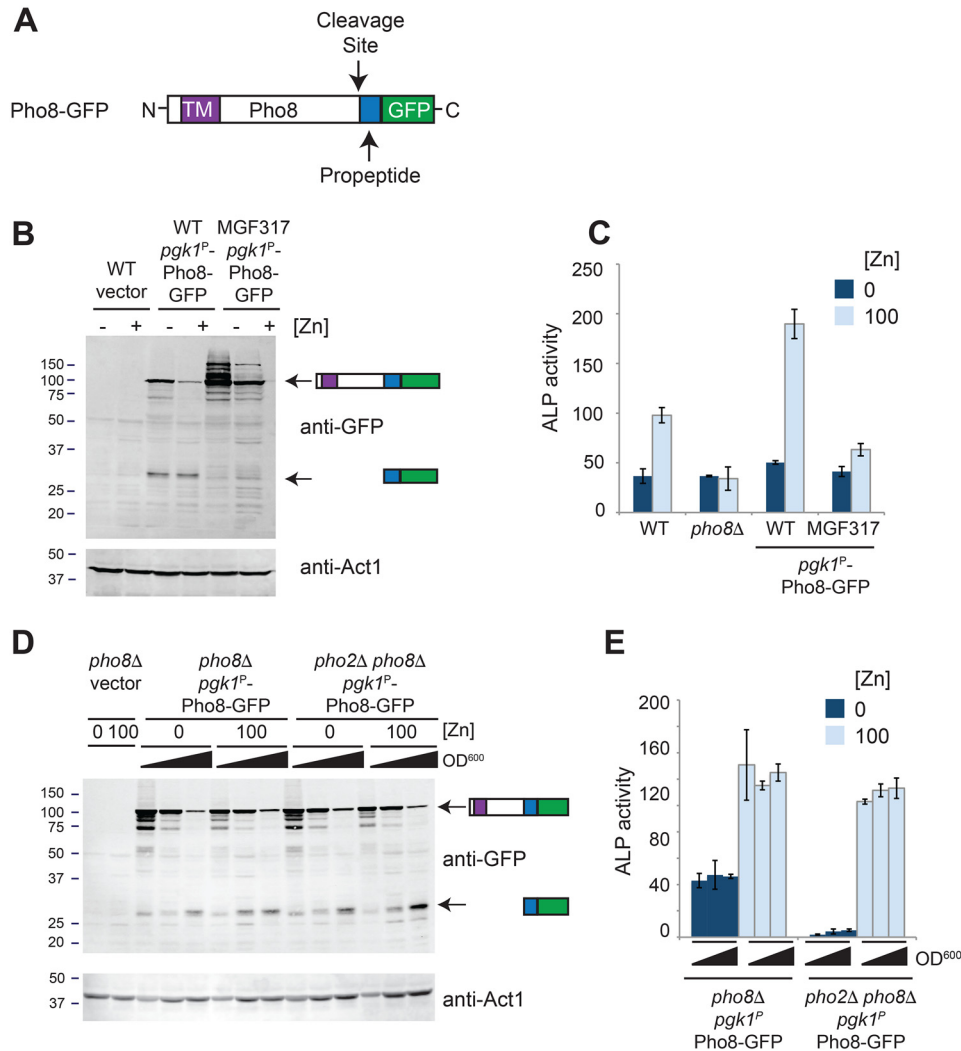 A
Cleavage
Site
Pho8-GFP
N
TM
Pho8
GFP
C
Propeptide
B
WT
vector
WT
pgk1ᴾ-
Pho8-
GFP
MGF317
pgk1ᴾ-
Pho8-
GFP
- + - + - + [Zn]
150
100
75
50
37
25
20
anti-GFP
50
37
anti-Act1
C
ALP activity
250
200
150
100
50
0
[Zn]
0
100
WT
pho8Δ
WT
MGF317
pgk1ᴾ-
Pho8-GFP
D
pho8Δ
vector
pho8Δ
pgk1ᴾ-
Pho8-GFP
pho2Δ pho8Δ
pgk1ᴾ-
Pho8-GFP
0 100 0 100 0 100 [Zn]
OD⁶⁰⁰
150
100
75
50
37
25
20
anti-GFP
50
37
anti-Act1
E
ALP activity
200
160
120
80
40
0
[Zn]
0
100
OD⁶⁰⁰
pho8Δ
pgk1ᴾ
Pho8-GFP
pho2Δ pho8Δ
pgk1ᴾ
Pho8-GFP